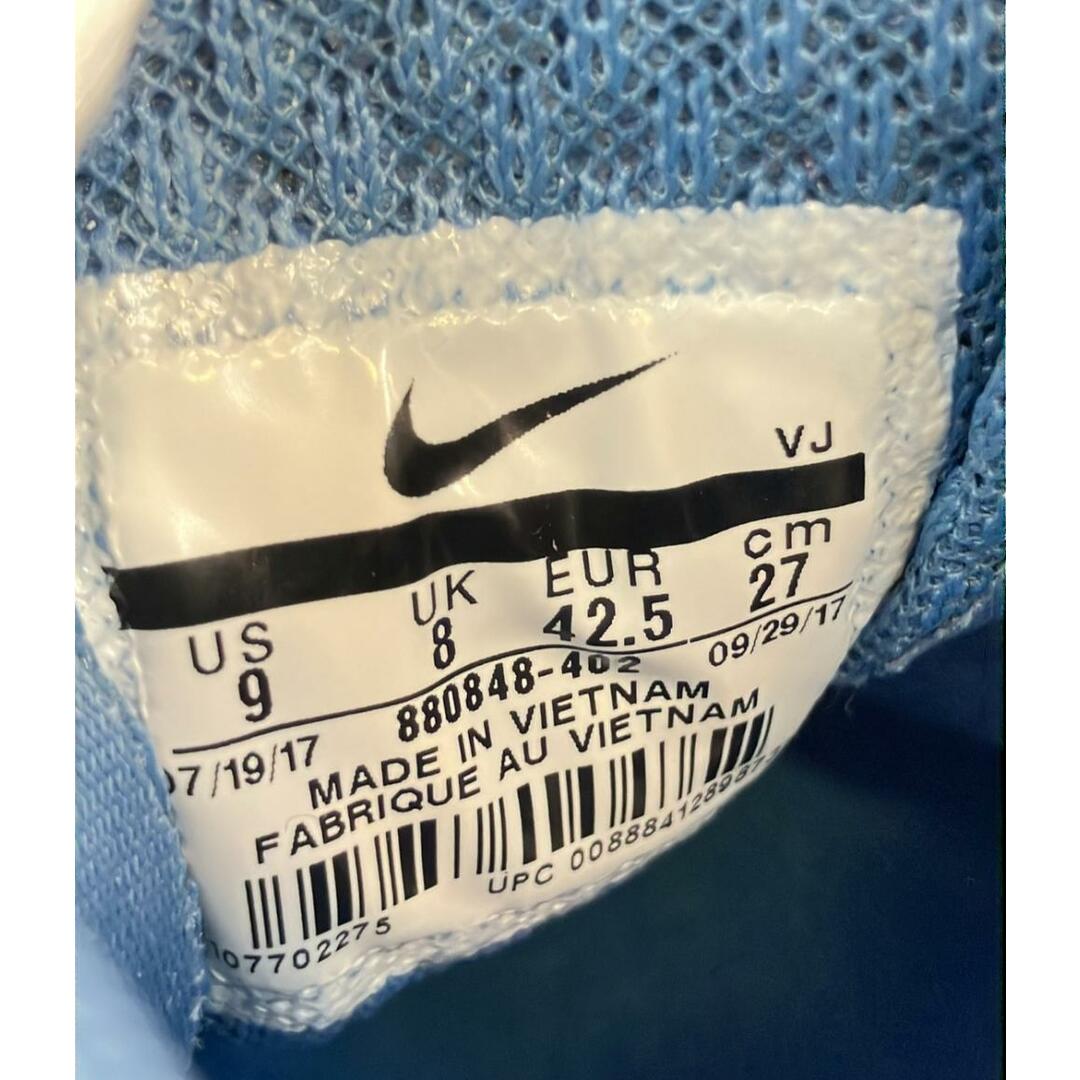 VJ
US UK EUR cm
9 8 42.5 27
07/19/17 880848-402 09/29/17
MADE IN VIETNAM
FABRIQUE AU VIETNAM
107702275
UPC 00888412898